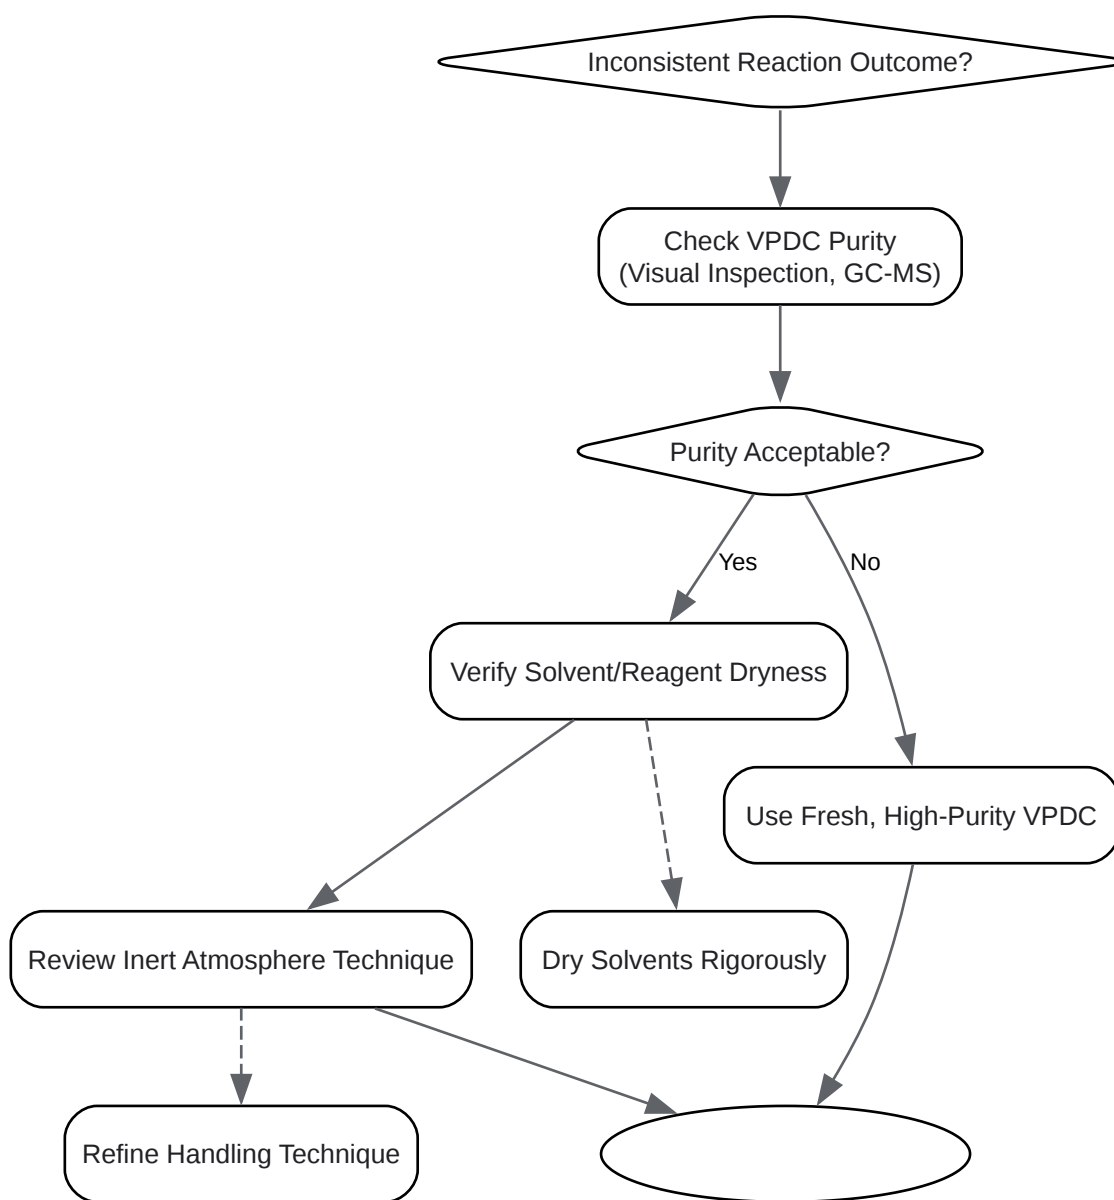 Inconsistent Reaction Outcome?
Check VPDC Purity
(Visual Inspection, GC-MS)
Purity Acceptable?
Yes
No
Verify Solvent/Reagent Dryness
Use Fresh, High-Purity VPDC
Review Inert Atmosphere Technique
Dry Solvents Rigorously
Refine Handling Technique